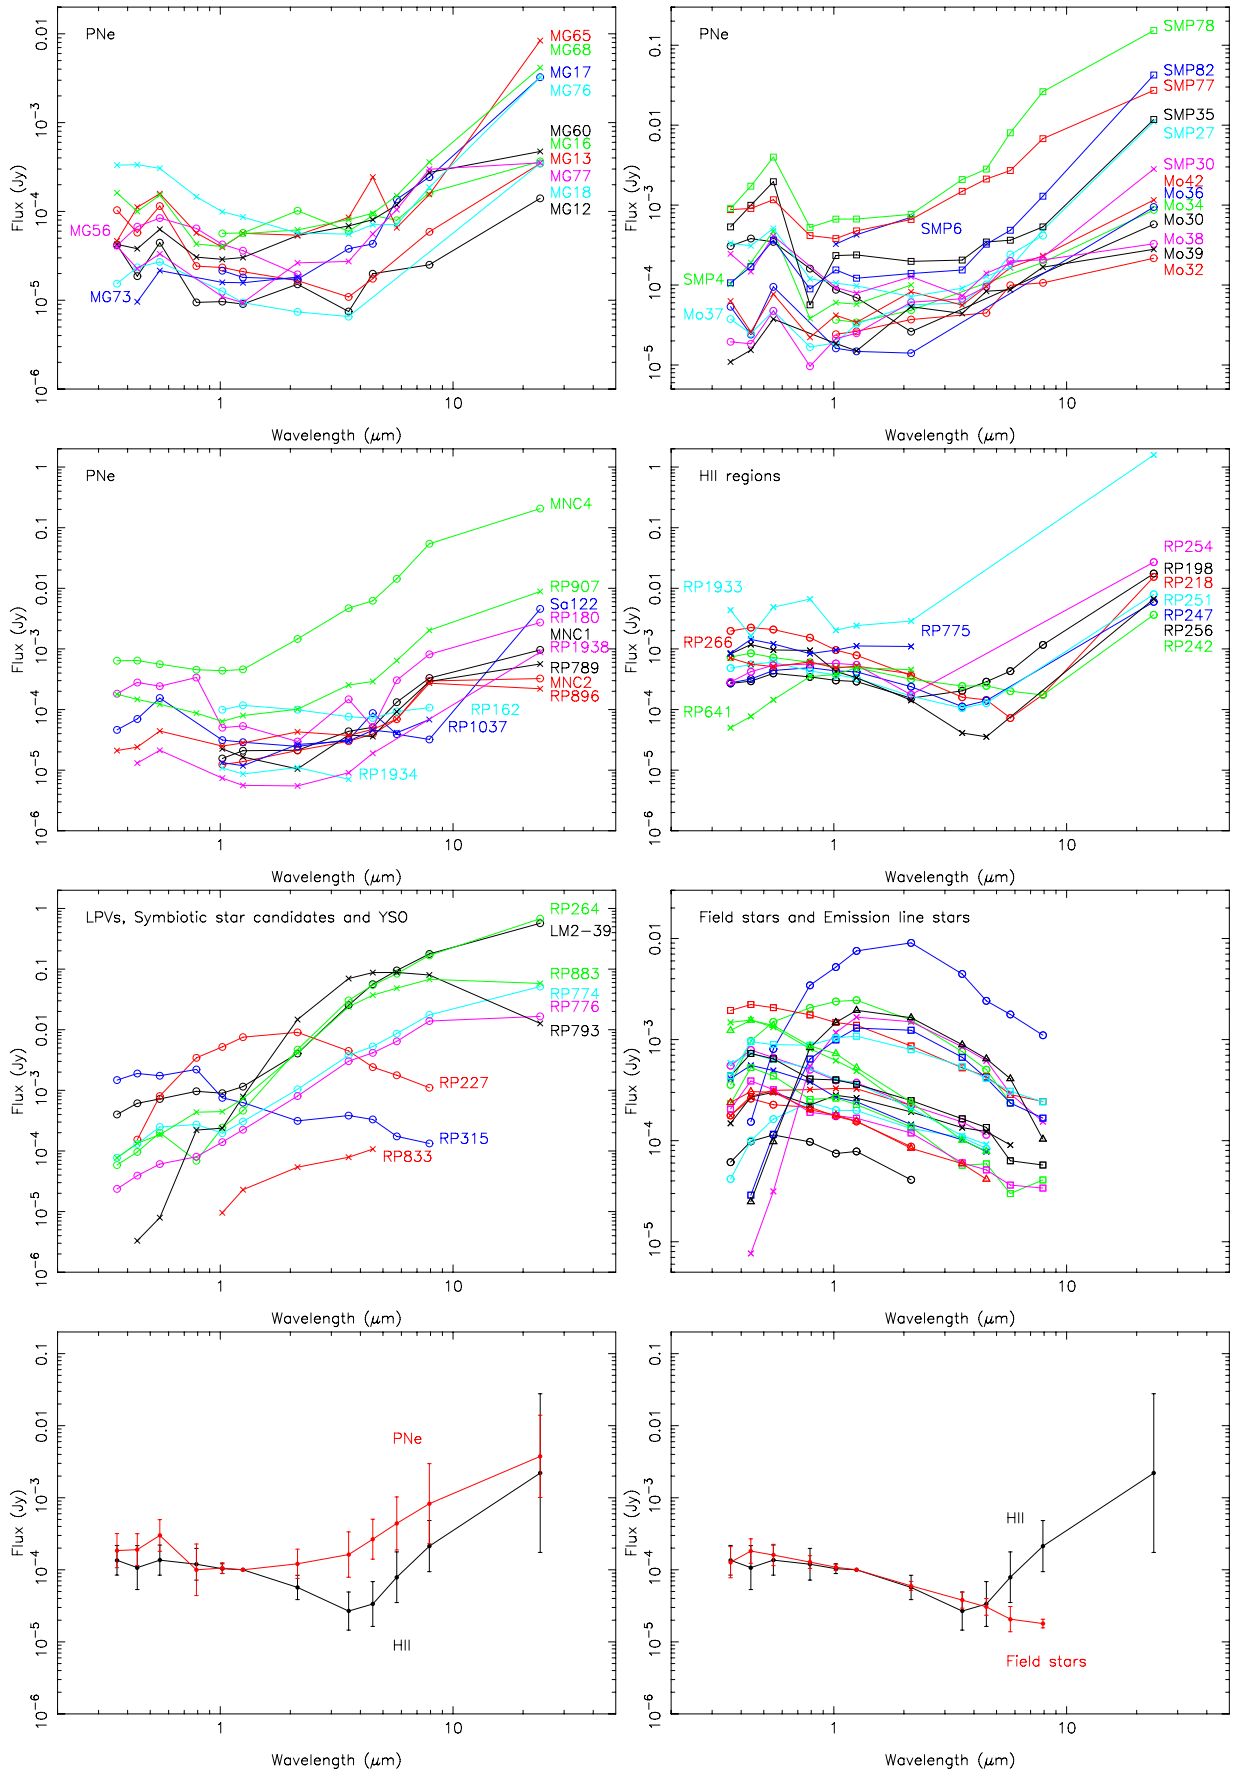 PNe
Flux (Jy)
0.01
10−3
10−4
10−5
10−6
MG65
MG68
MG17
MG76
MG60
MG16
MG13
MG77
MG18
MG12
MG56
MG73
1
10
Wavelength (μm)
PNe
Flux (Jy)
0.1
0.01
10−3
10−4
10−5
SMP78
SMP82
SMP77
SMP35
SMP27
SMP30
Mo42
Mo36
Mo34
Mo30
Mo38
Mo39
Mo32
SMP6
SMP4
Mo37
1
10
Wavelength (μm)
PNe
Flux (Jy)
1
0.1
0.01
10−3
10−4
10−5
10−6
MNC4
RP907
Sa122
RP180
MNC1
RP1938
RP789
MNC2
RP896
RP162
RP1037
RP1934
1
10
Wavelength (μm)
HII regions
Flux (Jy)
1
0.1
0.01
10−3
10−4
10−5
10−6
RP254
RP198
RP218
RP251
RP247
RP256
RP242
RP1933
RP775
RP266
RP641
1
10
Wavelength (μm)
LPVs, Symbiotic star candidates and YSO
Flux (Jy)
1
0.1
0.01
10−3
10−4
10−5
10−6
RP264
LM2−39
RP883
RP774
RP776
RP793
RP227
RP315
RP833
1
10
Wavelength (μm)
Field stars and Emission line stars
Flux (Jy)
0.01
10−3
10−4
10−5
1
10
Wavelength (μm)
Flux (Jy)
0.1
0.01
10−3
10−4
10−5
10−6
PNe
HII
1
10
Wavelength (μm)
Flux (Jy)
0.1
0.01
10−3
10−4
10−5
10−6
HII
Field stars
1
10
Wavelength (μm)